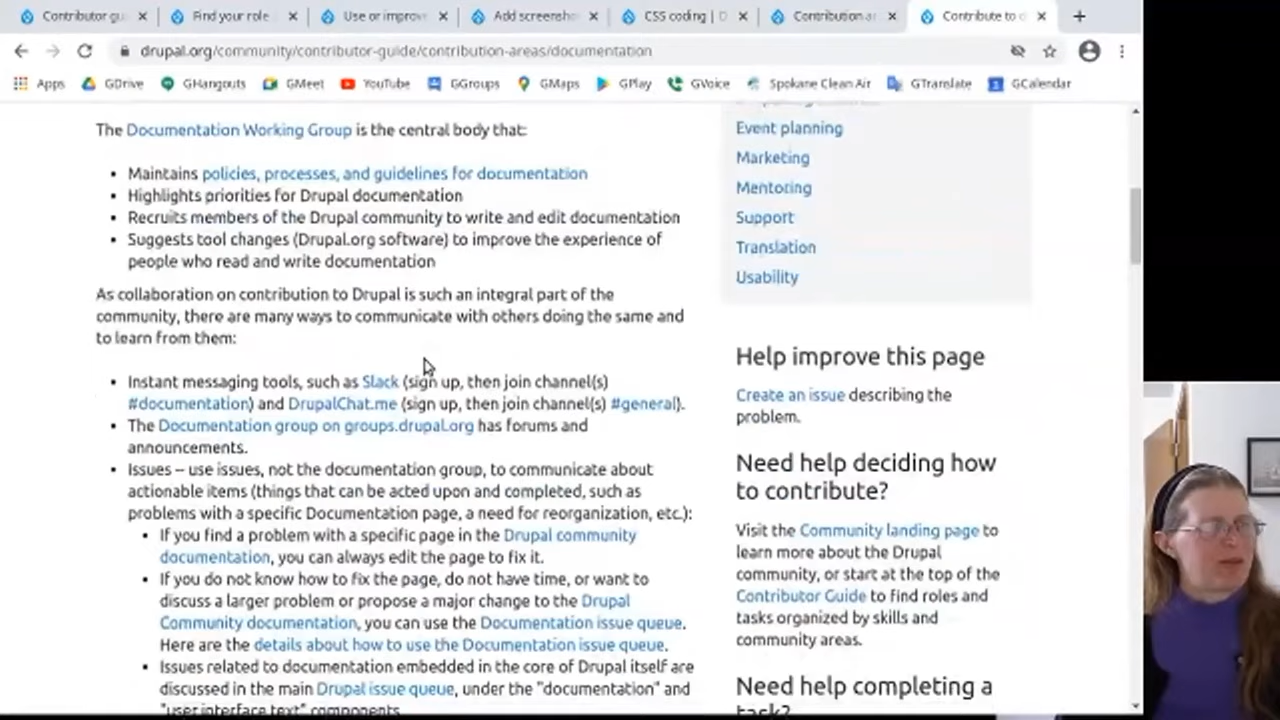 Contributor gu
Find your role
Use or improv
Add screensho
CSS coding | D
Contribution ar
Contribute to d
drupal.org/community/contributor-guide/contribution-areas/documentation
Apps
GDrive
GHangouts
GMeet
YouTube
GGroups
GMaps
GPlay
GVoice
Spokane Clean Air
GTranslate
GCalendar
The Documentation Working Group is the central body that:
• Maintains policies, processes, and guidelines for documentation
• Highlights priorities for Drupal documentation
• Recruits members of the Drupal community to write and edit documentation
• Suggests tool changes (Drupal.org software) to improve the experience of
people who read and write documentation
As collaboration on contribution to Drupal is such an integral part of the
community, there are many ways to communicate with others doing the same and
to learn from them:
• Instant messaging tools, such as Slack (sign up, then join channel(s)
#documentation) and DrupalChat.me (sign up, then join channel(s) #general).
• The Documentation group on groups.drupal.org has forums and
announcements.
• Issues – use issues, not the documentation group, to communicate about
actionable items (things that can be acted upon and completed, such as
problems with a specific Documentation page, a need for reorganization, etc.):
• If you find a problem with a specific page in the Drupal community
documentation, you can always edit the page to fix it.
• If you do not know how to fix the page, do not have time, or want to
discuss a larger problem or propose a major change to the Drupal
Community documentation, you can use the Documentation issue queue.
Here are the details about how to use the Documentation issue queue.
• Issues related to documentation embedded in the core of Drupal itself are
discussed in the main Drupal issue queue, under the "documentation" and
"user interface text" components.
Event planning
Marketing
Mentoring
Support
Translation
Usability
Help improve this page
Create an issue describing the
problem.
Need help deciding how
to contribute?
Visit the Community landing page to
learn more about the Drupal
community, or start at the top of the
Contributor Guide to find roles and
tasks organized by skills and
community areas.
Need help completing a
task?